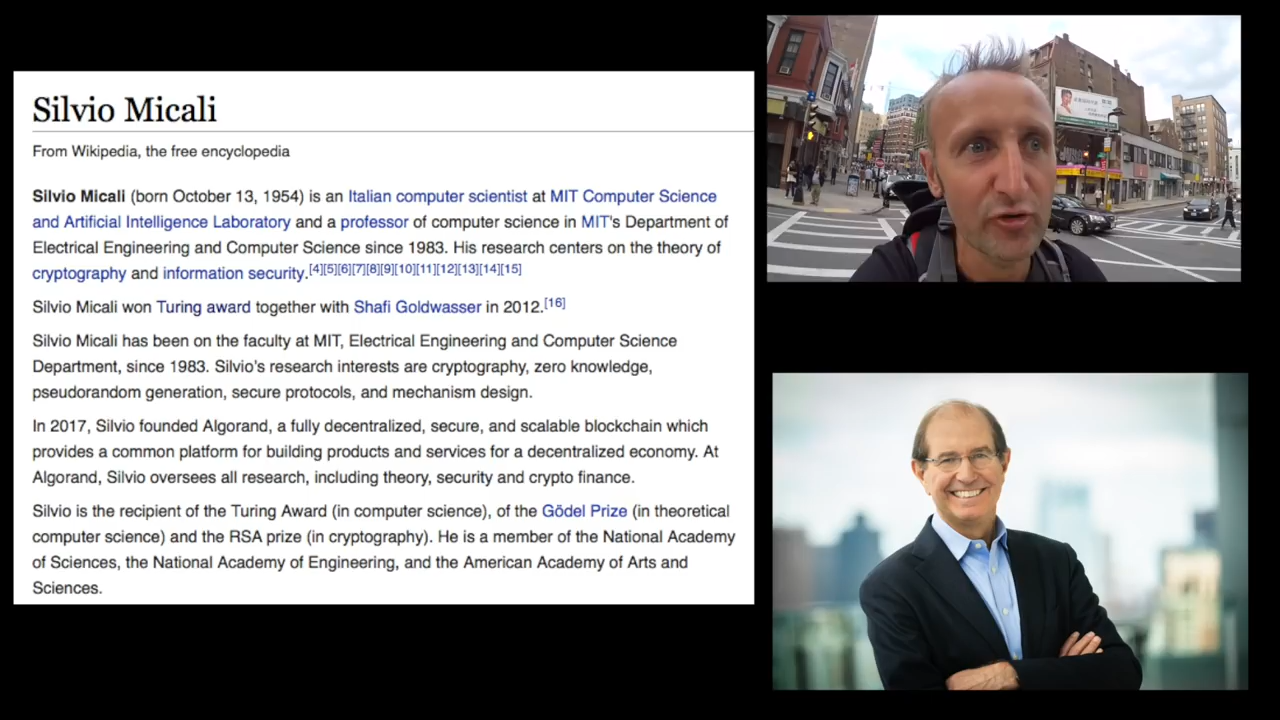 Silvio Micali
From Wikipedia, the free encyclopedia
Silvio Micali (born October 13, 1954) is an Italian computer scientist at MIT Computer Science
and Artificial Intelligence Laboratory and a professor of computer science in MIT's Department of
Electrical Engineering and Computer Science since 1983. His research centers on the theory of
cryptography and information security.[4][5][6][7][8][9][10][11][12][13][14][15]
Silvio Micali won Turing award together with Shafi Goldwasser in 2012.[16]
Silvio Micali has been on the faculty at MIT, Electrical Engineering and Computer Science
Department, since 1983. Silvio's research interests are cryptography, zero knowledge,
pseudorandom generation, secure protocols, and mechanism design.
In 2017, Silvio founded Algorand, a fully decentralized, secure, and scalable blockchain which
provides a common platform for building products and services for a decentralized economy. At
Algorand, Silvio oversees all research, including theory, security and crypto finance.
Silvio is the recipient of the Turing Award (in computer science), of the Gödel Prize (in theoretical
computer science) and the RSA prize (in cryptography). He is a member of the National Academy
of Sciences, the National Academy of Engineering, and the American Academy of Arts and
Sciences.